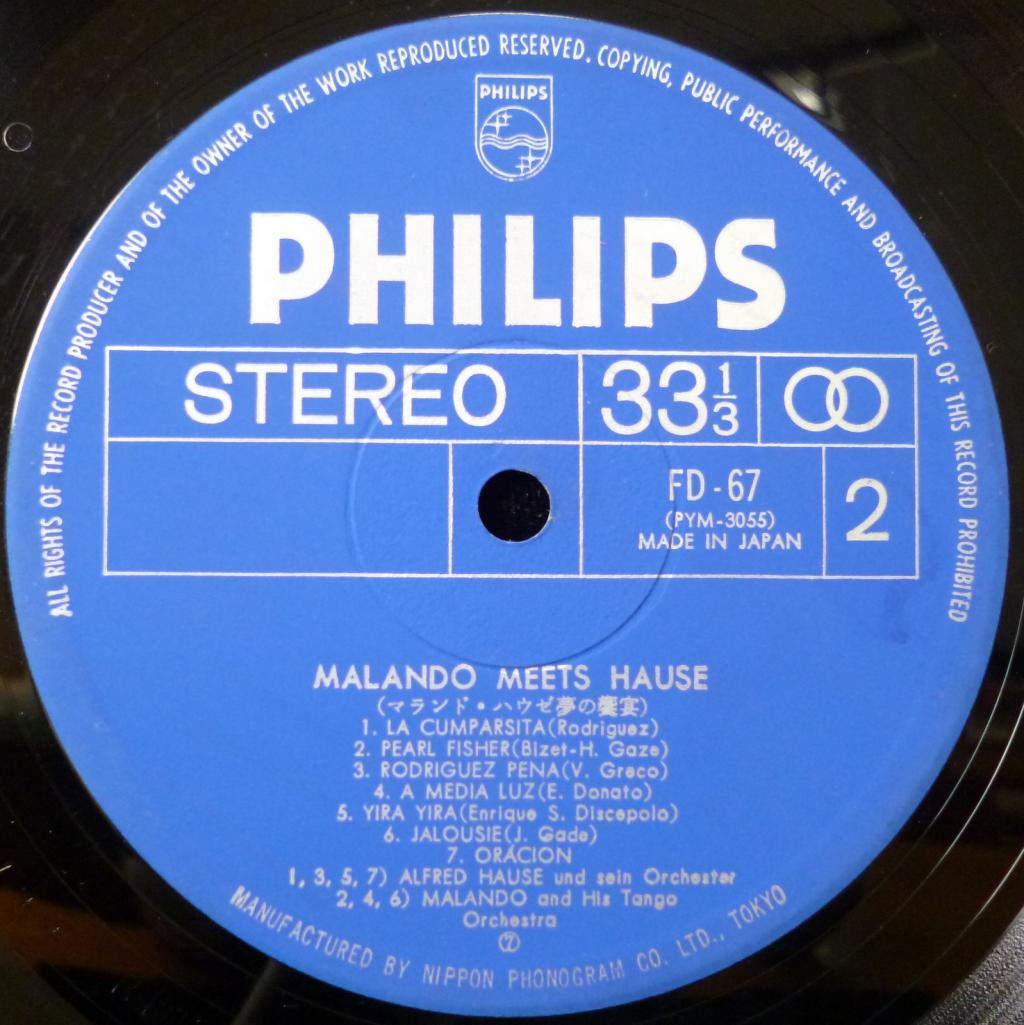 ALL RIGHTS OF THE RECORD PRODUCER AND OF THE OWNER OF THE WORK REPRODUCED RESERVED. COPYING, PUBLIC PERFORMANCE AND BROADCASTING OF THIS RECORD PROHIBITED
PHILIPS
PHILIPS
STEREO 33 1/3
FD-67
(PYM-3055)
MADE IN JAPAN
2
MALANDO MEETS HAUSE
(マランド・ハウゼ夢の饗宴)
1. LA CUMPARSITA(Rodriguez)
2. PEARL FISHER(Bizet-H. Gaze)
3. RODRIGUEZ PENA(V. Greco)
4. A MEDIA LUZ(E. Donato)
5. YIRA YIRA(Enrique S. Discepolo)
6. JALOUSIE(J. Gade)
7. ORACION
1, 3, 5, 7) ALFRED HAUSE und sein Orchester
2, 4, 6) MALANDO and His Tango
Orchestra
MANUFACTURED BY NIPPON PHONOGRAM CO. LTD., TOKYO